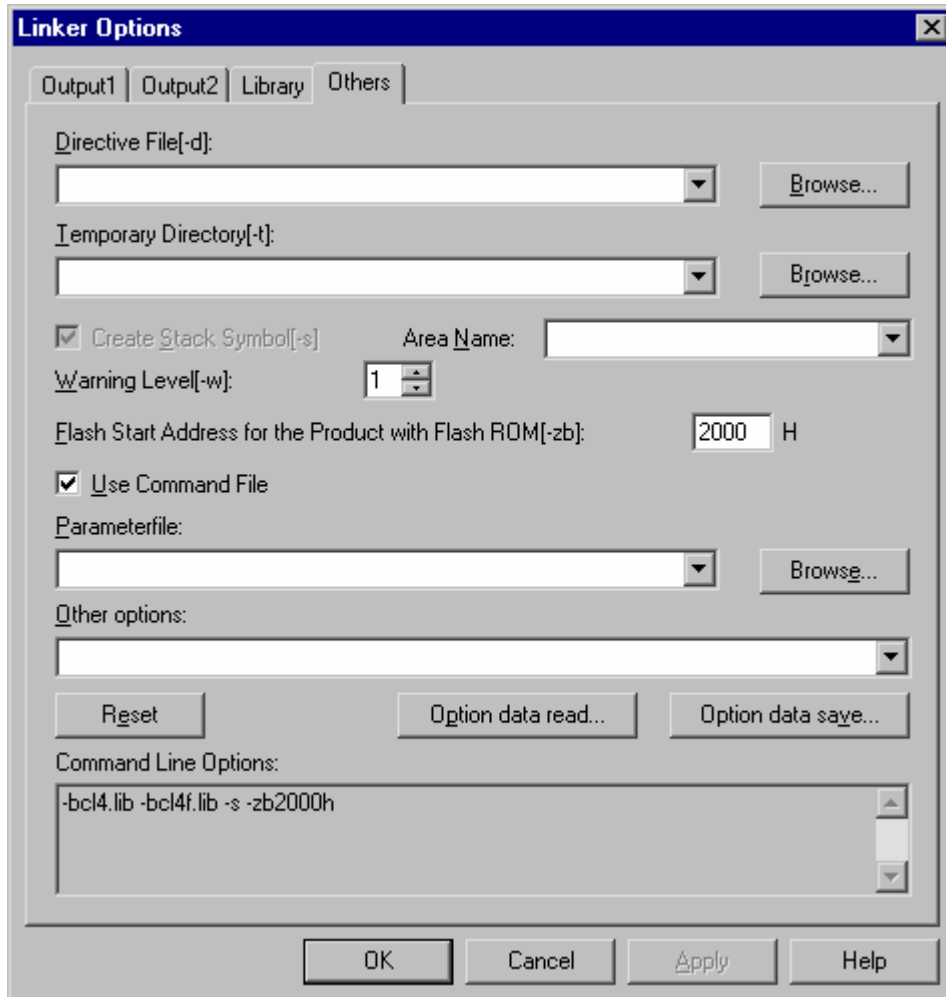 Linker Options
Output1 Output2 Library Others
Directive File[-d]:
Browse...
Temporary Directory[-t]:
Browse...
Create Stack Symbol[-s] Area Name:
Warning Level[-w]: 1
Flash Start Address for the Product with Flash ROM[-zb]: 2000 H
Use Command File
Parameterfile:
Browse...
Other options:
Reset Option data read... Option data save...
Command Line Options:
-bcl4.lib -bcl4f.lib -s -zb2000h
OK Cancel Apply Help